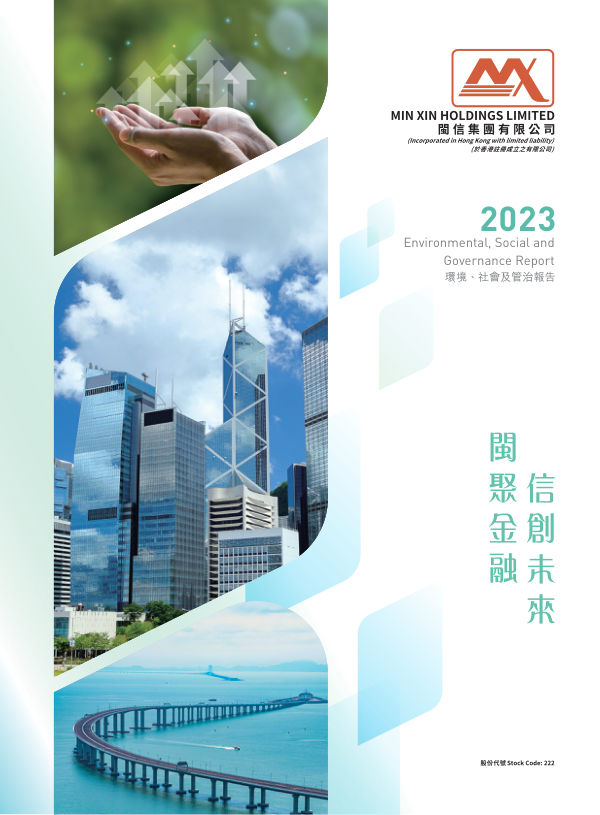 MX
MIN XIN HOLDINGS LIMITED
閩信集團有限公司
(Incorporated in Hong Kong with limited liability)
(於香港註冊成立之有限公司)
2023
Environmental, Social and
Governance Report
環境、社會及管治報告
閩聚金融
信創未來
股份代號 Stock Code: 222